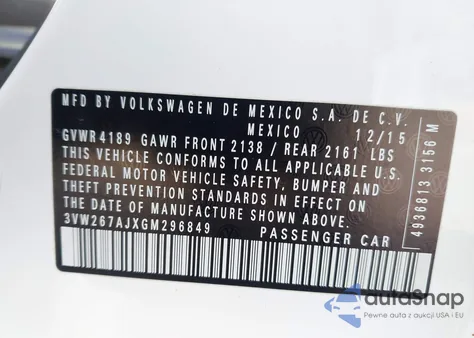 MFD BY VOLKSWAGEN DE MEXICO S.A. DE C.V.
MEXICO 12/15
GVWR 4189 GAWR FRONT 2138 / REAR 2161 LBS
THIS VEHICLE CONFORMS TO ALL APPLICABLE U.S.
FEDERAL MOTOR VEHICLE SAFETY, BUMPER AND
THEFT PREVENTION STANDARDS IN EFFECT ON
THE DATE OF MANUFACTURE SHOWN ABOVE.
3VW267AJXGM296849 PASSENGER CAR
4936813 3156 M
autoSnap
Pewne auta z aukcji USA i EU